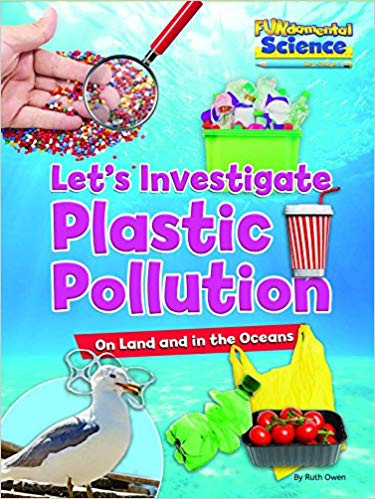 FUNdamental
Science
Let's Investigate
Plastic
Pollution
On Land and in the Oceans
By Ruth Owen